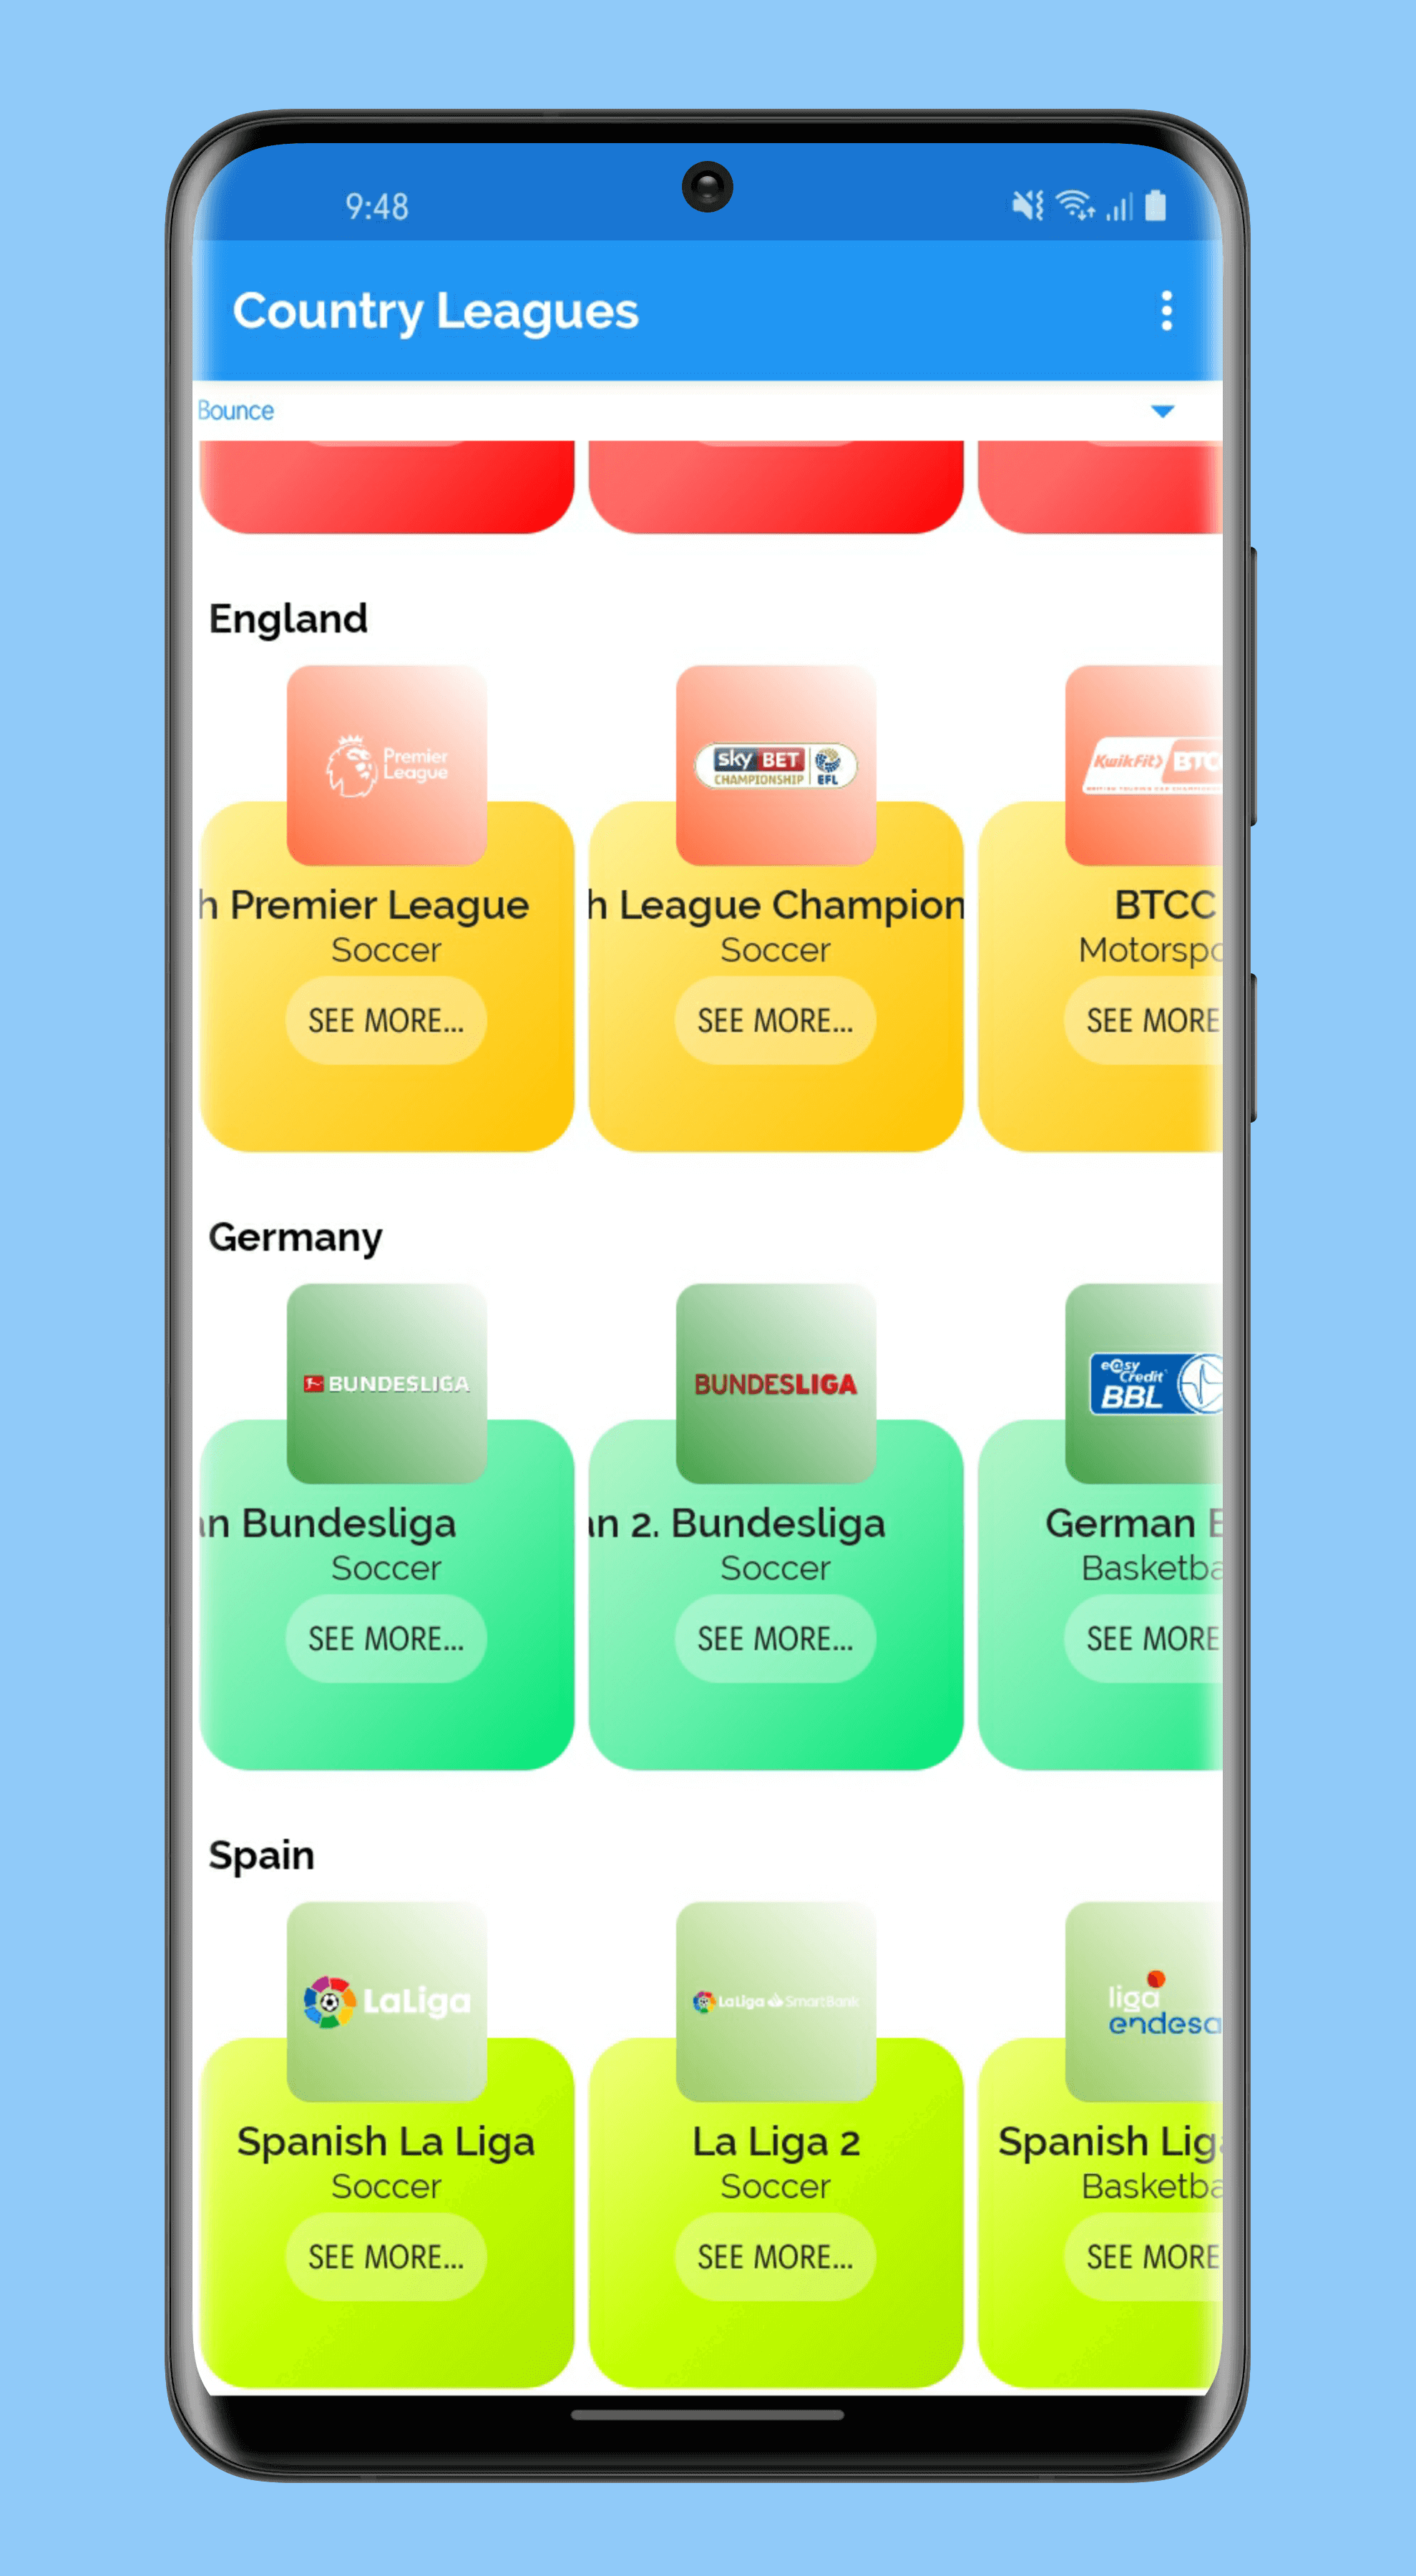 9:48
Country Leagues
Bounce
England
Premier
League
sky BET
CHAMPIONSHIP EFL
KwikFit BTC
h Premier League
h League Champion
BTCC
Soccer
Soccer
Motorspo
SEE MORE...
SEE MORE...
SEE MORE
Germany
BUNDESLIGA
BUNDESLIGA
easy
Credit
BBL
an Bundesliga
an 2. Bundesliga
German
Soccer
Soccer
Basketba
SEE MORE...
SEE MORE...
SEE MORE
Spain
LaLiga
LaLiga SmartBank
liga
endesa
Spanish La Liga
La Liga 2
Spanish Lig
Soccer
Soccer
Basketba
SEE MORE...
SEE MORE...
SEE MORE